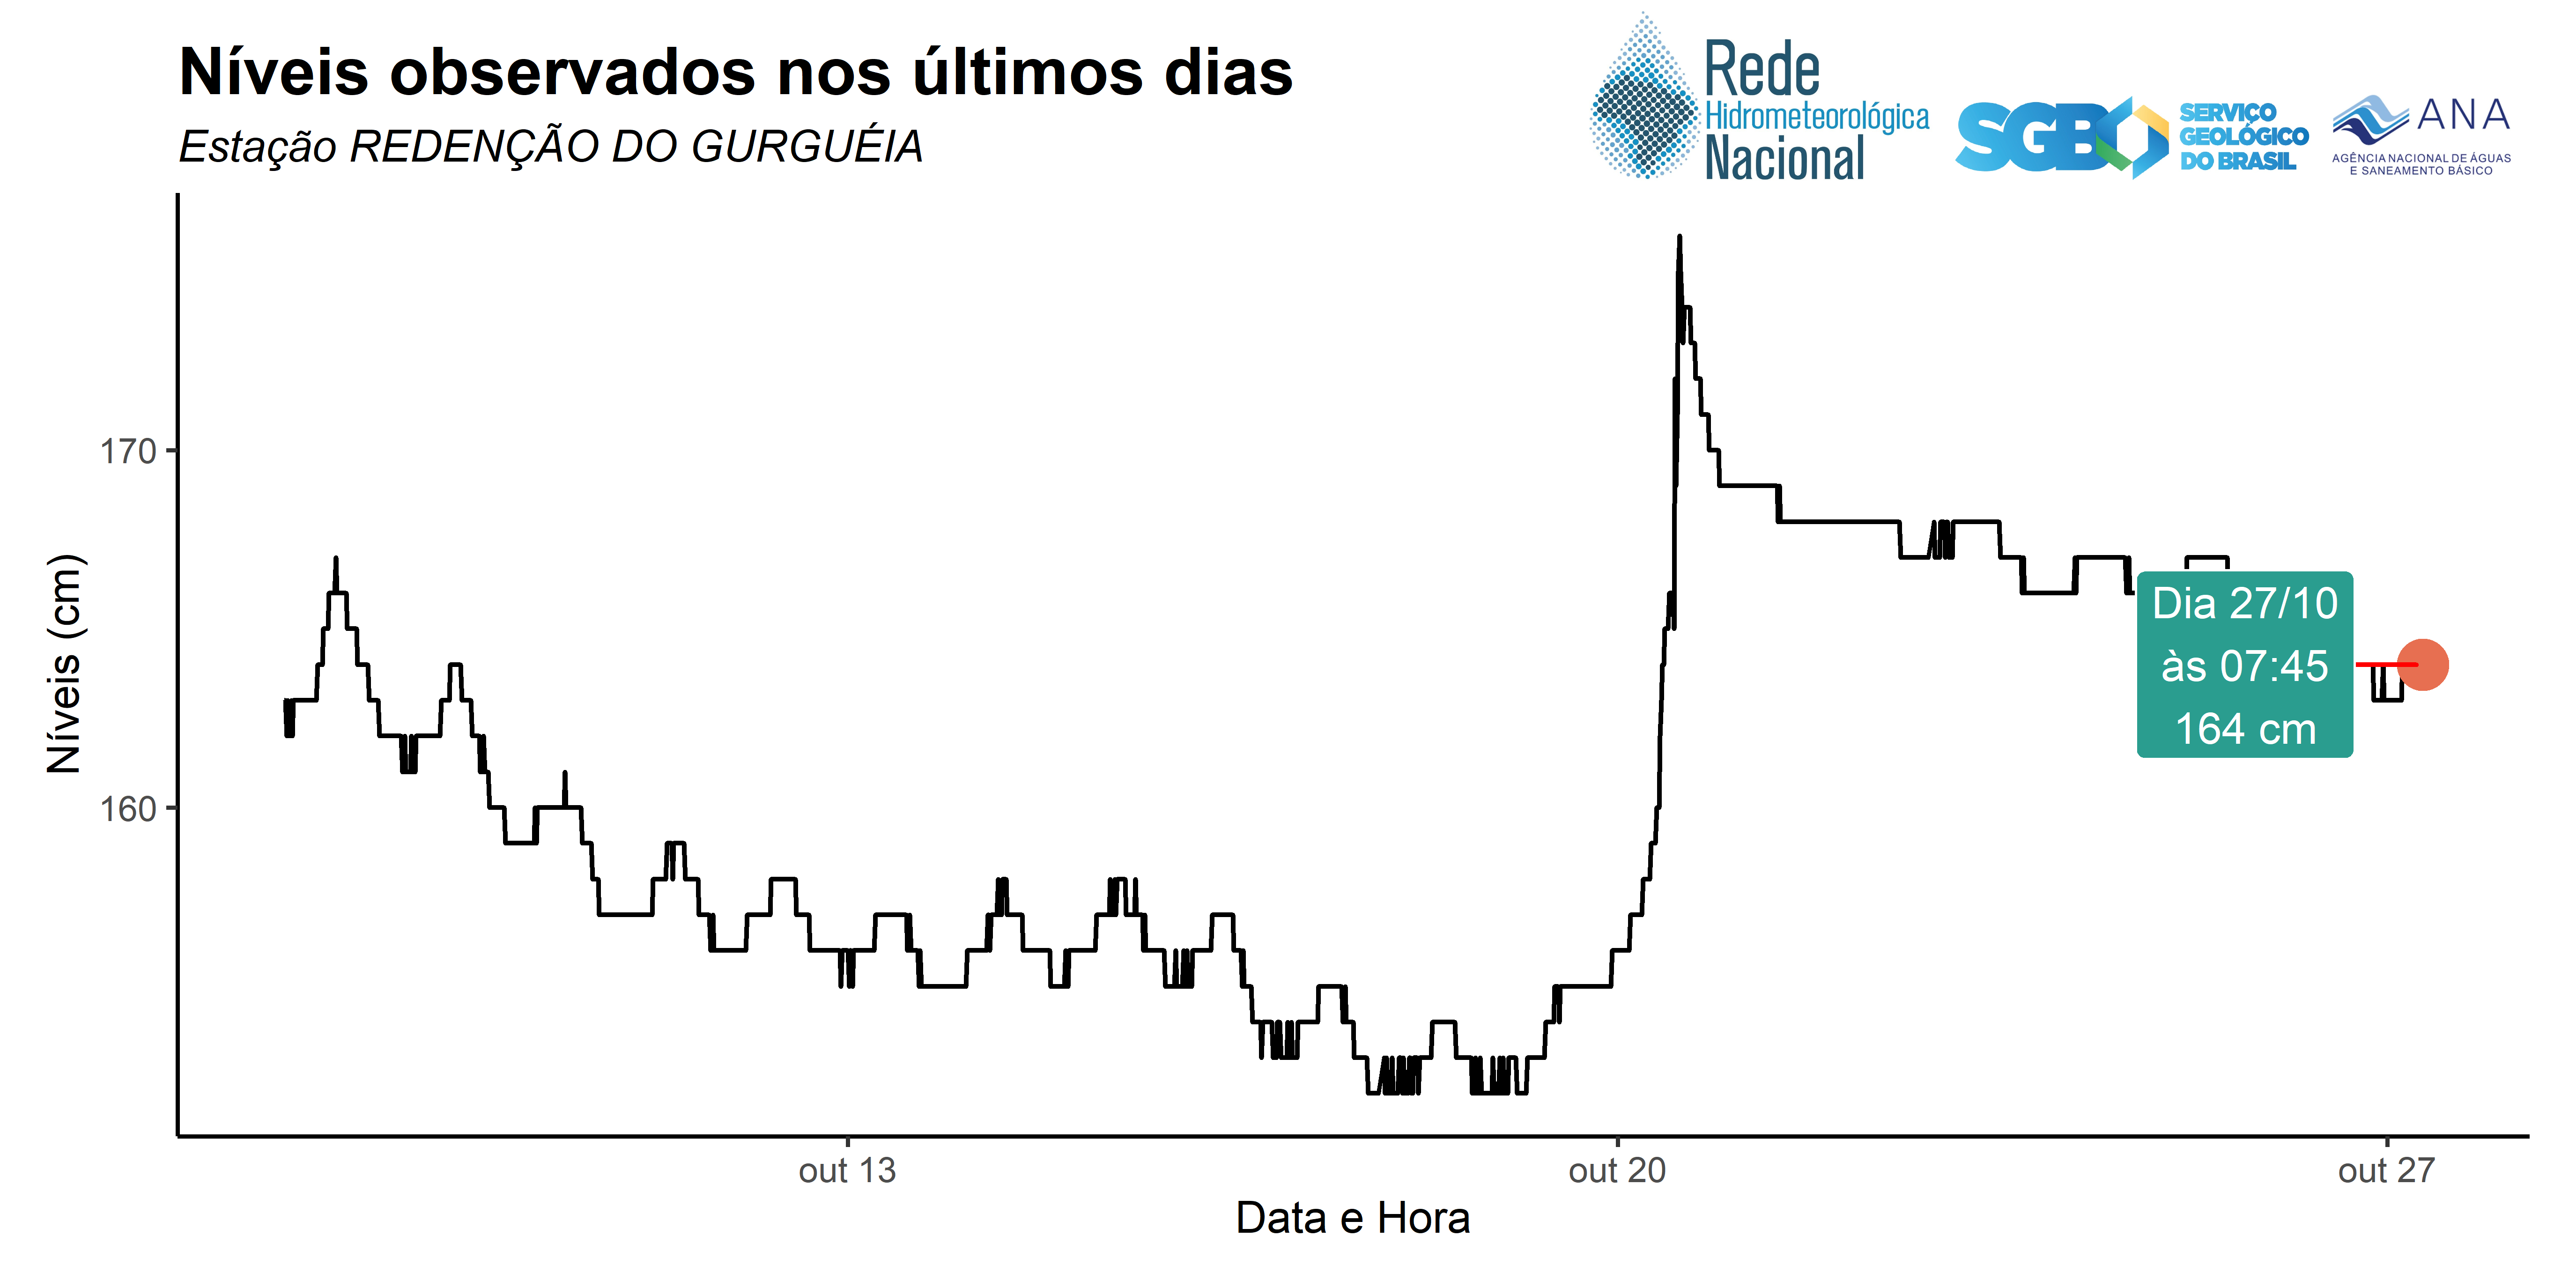 Níveis observados nos últimos dias
Estação REDENÇÃO DO GURGUÉIA
Rede
Hidrometeorológica
Nacional
SGB
SERVIÇO
GEOLÓGICO
DO BRASIL
ANA
AGÊNCIA NACIONAL DE ÁGUAS
E SANEAMENTO BÁSICO
Níveis (cm)
170
160
Dia 27/10
às 07:45
164 cm
out 13
out 20
out 27
Data e Hora